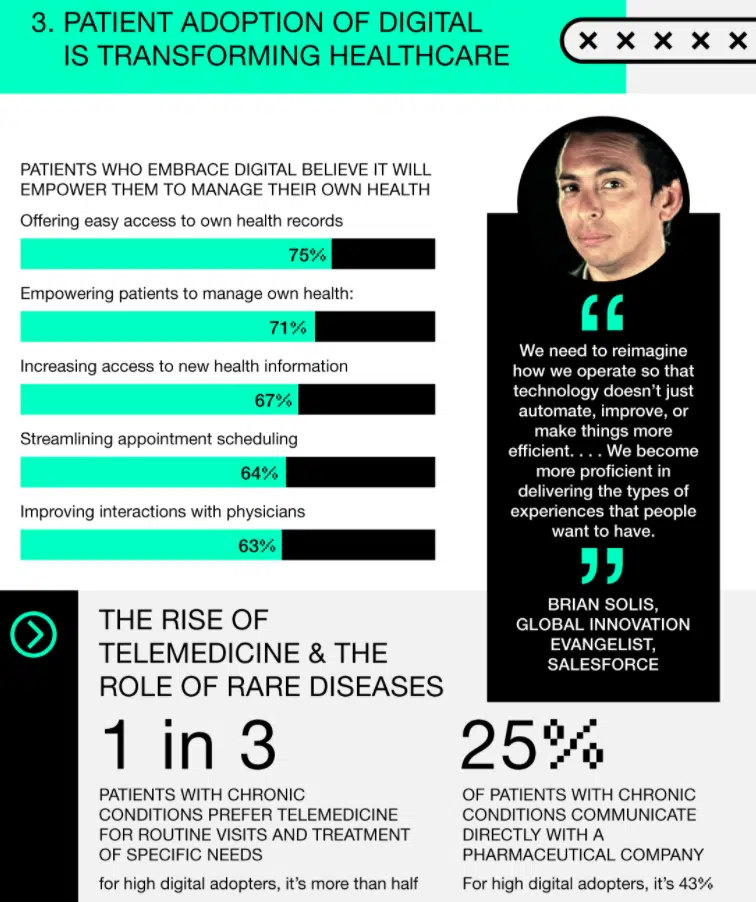 3. PATIENT ADOPTION OF DIGITAL
IS TRANSFORMING HEALTHCARE
PATIENTS WHO EMBRACE DIGITAL BELIEVE IT WILL
EMPOWER THEM TO MANAGE THEIR OWN HEALTH
Offering easy access to own health records
75%
Empowering patients to manage own health:
71%
Increasing access to new health information
67%
Streamlining appointment scheduling
64%
Improving interactions with physicians
63%
“
We need to reimagine
how we operate so that
technology doesn’t just
automate, improve, or
make things more
efficient. . . . We become
more proficient in
delivering the types of
experiences that people
want to have.
”
BRIAN SOLIS,
GLOBAL INNOVATION
EVANGELIST,
SALESFORCE
THE RISE OF
TELEMEDICINE & THE
ROLE OF RARE DISEASES
1 in 3
PATIENTS WITH CHRONIC
CONDITIONS PREFER TELEMEDICINE
FOR ROUTINE VISITS AND TREATMENT
OF SPECIFIC NEEDS
for high digital adopters, it’s more than half
25%
OF PATIENTS WITH CHRONIC
CONDITIONS COMMUNICATE
DIRECTLY WITH A
PHARMACEUTICAL COMPANY
For high digital adopters, it’s 43%